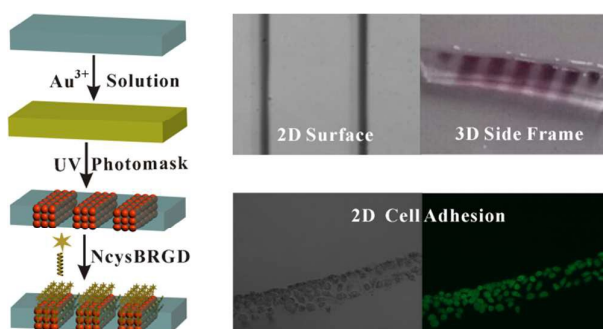 Au³⁺ Solution
UV Photomask
NcysBRGD
2D Surface
3D Side Frame
2D Cell Adhesion